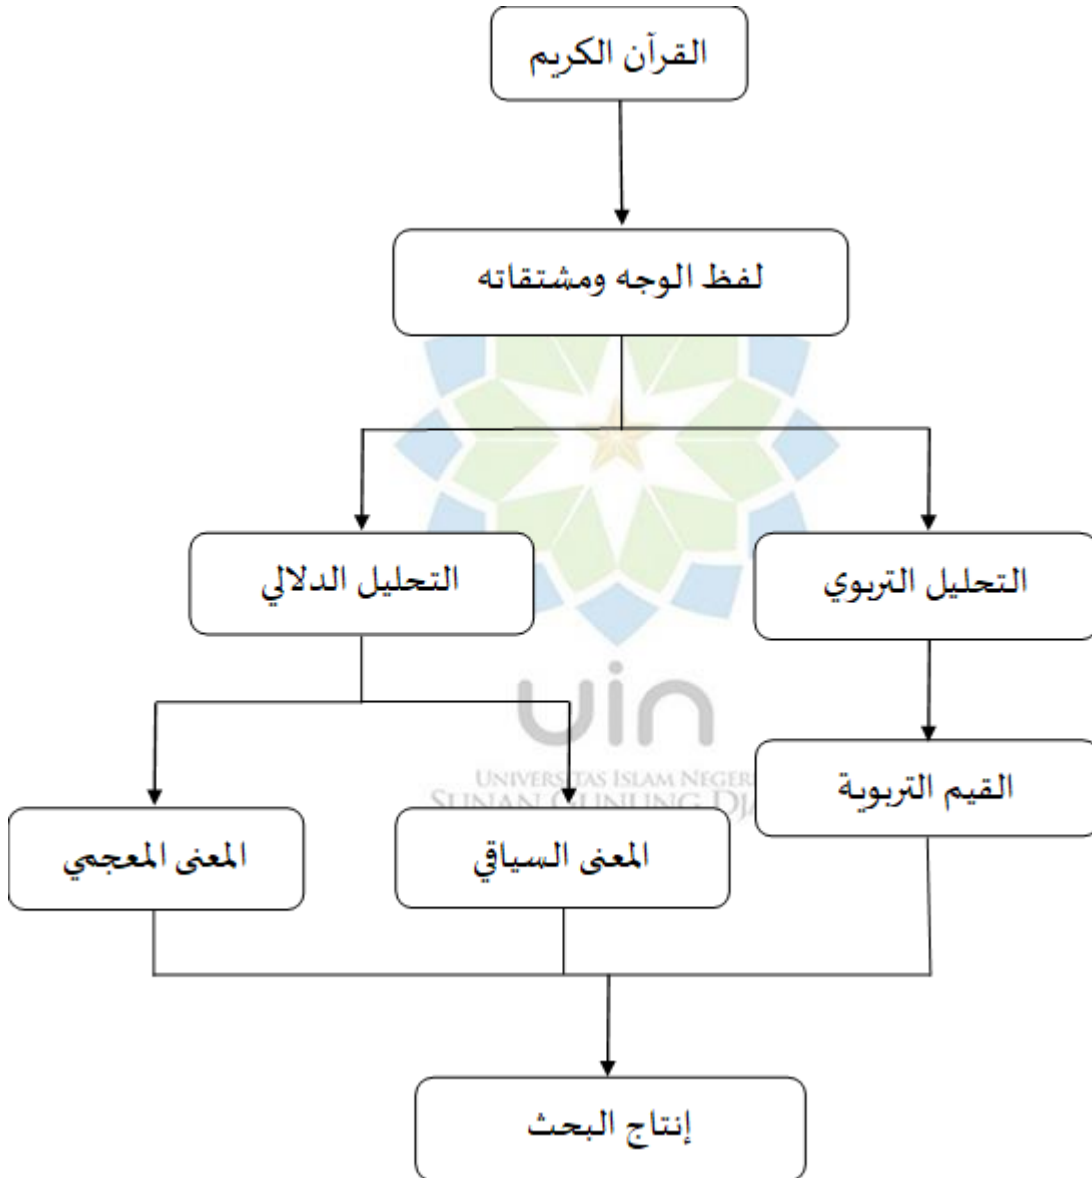 القرآن الكريم
لفظ الوجه ومشتقاته
التحليل الدلالي
التحليل التربوي
uin
UNIVERSITAS ISLAM NEGERI
SUNAN GUNUNG
القيم التربوية
المعنى السياقي
المعنى المعجمي
إنتاج البحث